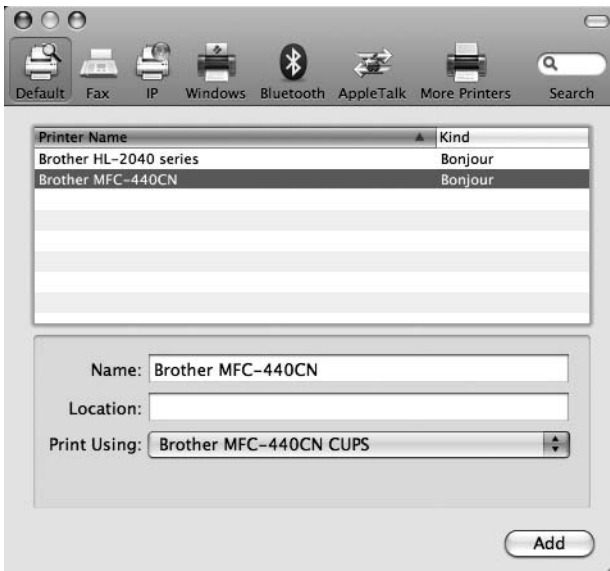 Default Fax IP Windows Bluetooth AppleTalk More Printers Search
Printer Name Kind
Brother HL-2040 series Bonjour
Brother MFC-440CN Bonjour
Name: Brother MFC-440CN
Location:
Print Using: Brother MFC-440CN CUPS
Add